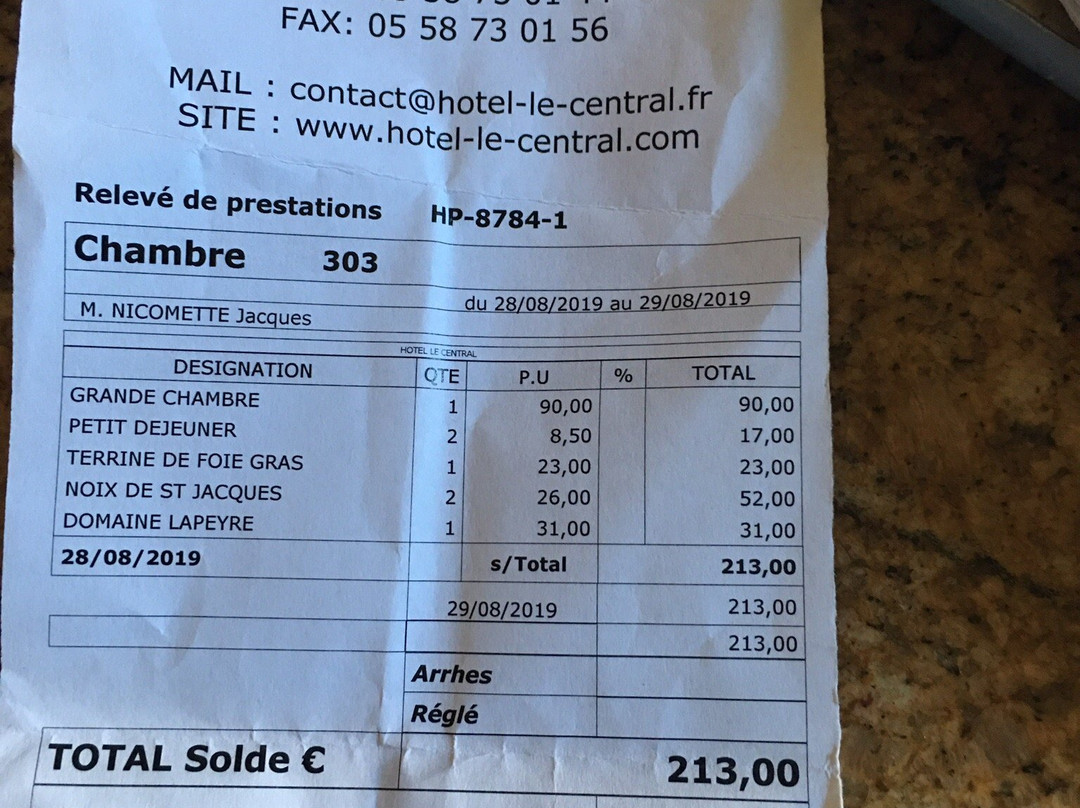 FAX: 05 58 73 01 56
MAIL : contact@hotel-le-central.fr
SITE : www.hotel-le-central.com
Relevé de prestations HP-8784-1
Chambre 303
du 28/08/2019 au 29/08/2019
M. NICOMETTE Jacques
HOTEL LE CENTRAL
DESIGNATION QTE P.U % TOTAL
GRANDE CHAMBRE 1 90,00 90,00
PETIT DEJEUNER 2 8,50 17,00
TERRINE DE FOIE GRAS 1 23,00 23,00
NOIX DE ST JACQUES 2 26,00 52,00
DOMAINE LAPEYRE 1 31,00 31,00
28/08/2019 s/Total 213,00
29/08/2019 213,00
213,00
Arrhes
Réglé
TOTAL Solde € 213,00